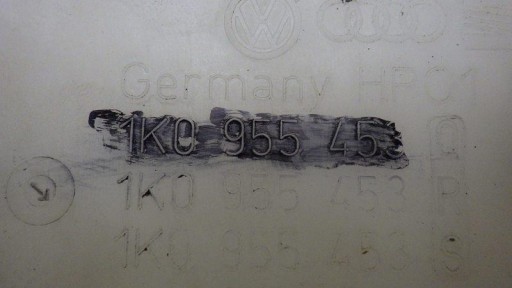 Germany HPC1
1K0 955 453 Q
1K0 955 453 R
1K0 955 453 S